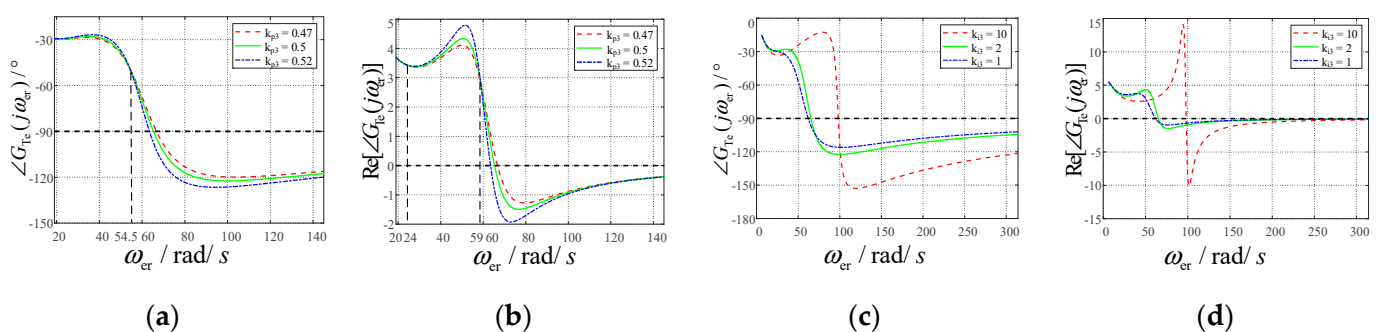 ∠G_Te(jω_er)/°
-30
-60
-90
-120
-150
20 40 54.5 60 80 100 120 140
k_p3 = 0.47
k_p3 = 0.5
k_p3 = 0.52
ω_er / rad/ s
(a)
Re[∠G_Te(jω_er)]
5
4
3
2
1
0
-1
-2
20 24 40 59 60 80 100 120 140
k_p3 = 0.47
k_p3 = 0.5
k_p3 = 0.52
ω_er / rad/ s
(b)
∠G_Te(jω_er)/°
0
-30
-60
-90
-120
-150
-180
0 50 100 150 200 250 300
k_i3 = 10
k_i3 = 2
k_i3 = 1
ω_er / rad/ s
(c)
Re[∠G_Te(jω_er)]
15
10
5
0
-5
-10
-15
0 50 100 150 200 250 300
k_i3 = 10
k_i3 = 2
k_i3 = 1
ω_er / rad/ s
(d)